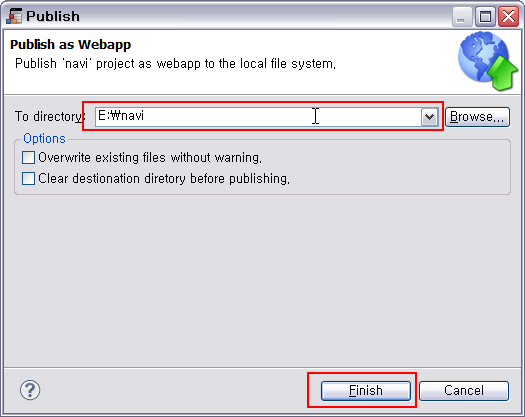 Publish
Publish as Webapp
Publish 'navi' project as webapp to the local file system.
To directory: E:₩navi Browse...
Options
Overwrite existing files without warning.
Clear destionation diretory before publishing.
? Finish Cancel